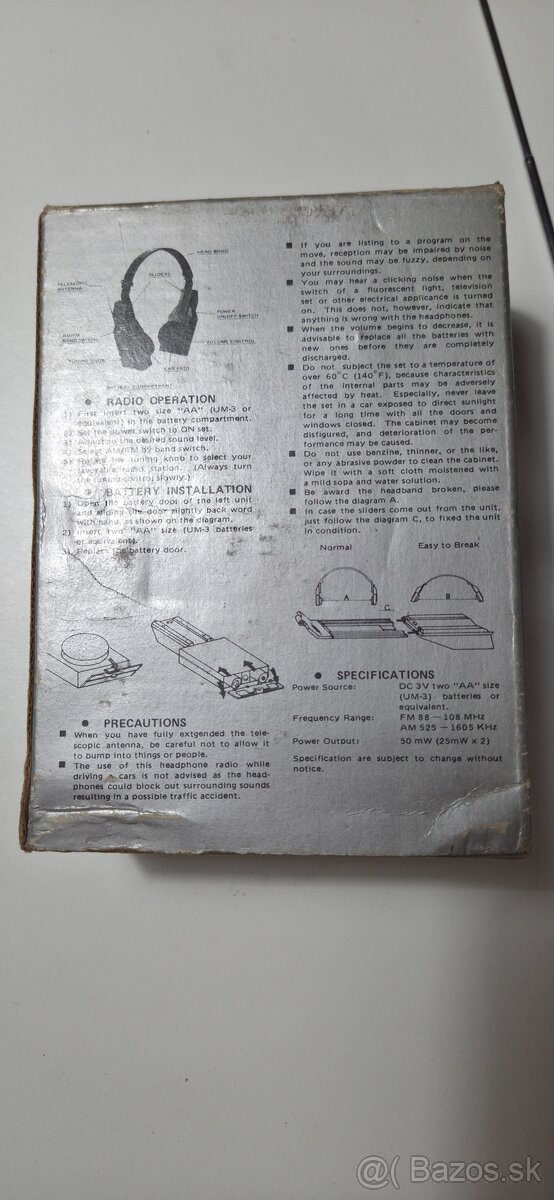 HEAD BAND
SLIDERS
TELESCOPIC
ANTENNA
POWER
ON/OFF SWITCH
AM/FM
BAND SWITCH
VOLUME CONTROL
TUNING KNOB
EAR PADS
BATTERY COMPARTMENT
● RADIO OPERATION
1) First insert two size "AA" (UM-3 or
equivalent) in the battery compartment.
2) Set the power switch to ON set.
3) Adjust to the desired sound level.
4) Select AM/FM by band switch.
5) Rotate the tuning knob to select your
favorable radio station. (Always turn
the tuning control slowly.)
● BATTERY INSTALLATION
1) Open the battery door of the left unit
and sliding the door slightly back word
with hand, as shown on the diagram.
2) Insert two "AA" size (UM-3 batteries
or equivalent).
3) Replace the battery door.
● PRECAUTIONS
■ When you have fully extgended the tele-
scopic antenna, be careful not to allow it
to bump into things or people.
■ The use of this headphone radio while
driving cars is not advised as the head-
phones could block out surrounding sounds
resulting in a possible traffic accident.
■ If you are listing to a program on the
move, reception may be impaired by noise
and the sound may be fuzzy, depending on
your surroundings.
■ You may hear a clicking noise when the
switch of a fluorescent light, television
set or other electrical applicance is turned
on. This does not, however, indicate that
anything is wrong with the headphones.
■ When the volume begins to decrease, it is
advisable to replace all the batteries with
new ones before they are completely
discharged.
■ Do not subject the set to a temperature of
over 60°C (140°F), because characteristics
of the internal parts may be adversely
affected by heat. Especially, never leave
the set in a car exposed to direct sunlight
for a long time with all the doors and
windows closed. The cabinet may become
disfigured, and deterioration of the per-
formance may be caused.
■ Do not use benzine, thinner, or the like,
or any abrasive powder to clean the cabinet.
Wipe it with a soft cloth moistened with
a mild sopa and water solution.
■ Be award the headband broken, please
follow the diagram A.
■ In case the sliders come out from the unit,
just follow the diagram C, to fixed the unit
in condition.
Normal Easy to Break
A B
C
● SPECIFICATIONS
Power Source: DC 3V two "AA" size
(UM-3) batteries or
equivalent.
Frequency Range: FM 88 — 108 MHz
AM 525 — 1605 KHz
Power Output: 50 mW (25mW x 2)
Specification are subject to change without
notice.
@( Bazos.sk